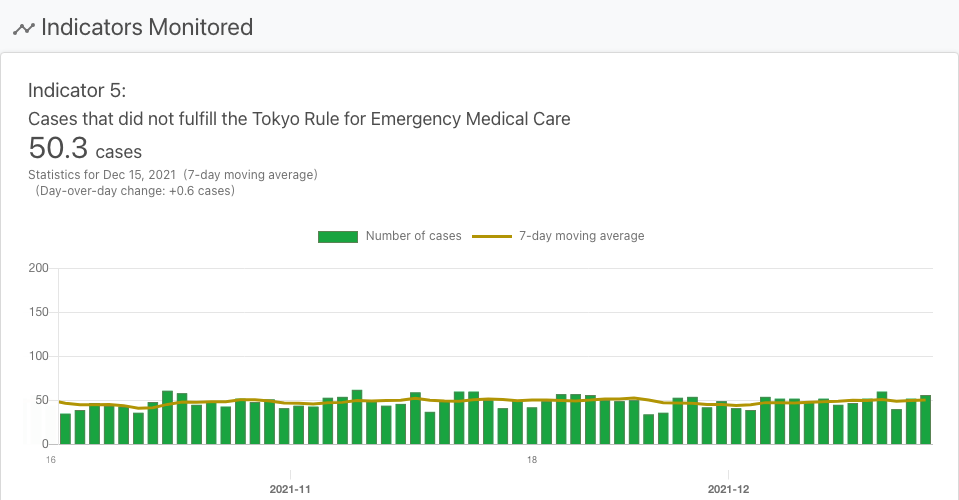 Indicators Monitored
Indicator 5:
Cases that did not fulfill the Tokyo Rule for Emergency Medical Care
50.3 cases
Statistics for Dec 15, 2021 (7-day moving average)
(Day-over-day change: +0.6 cases)
Number of cases 7-day moving average
200
150
100
50
0
16 18
2021-11 2021-12